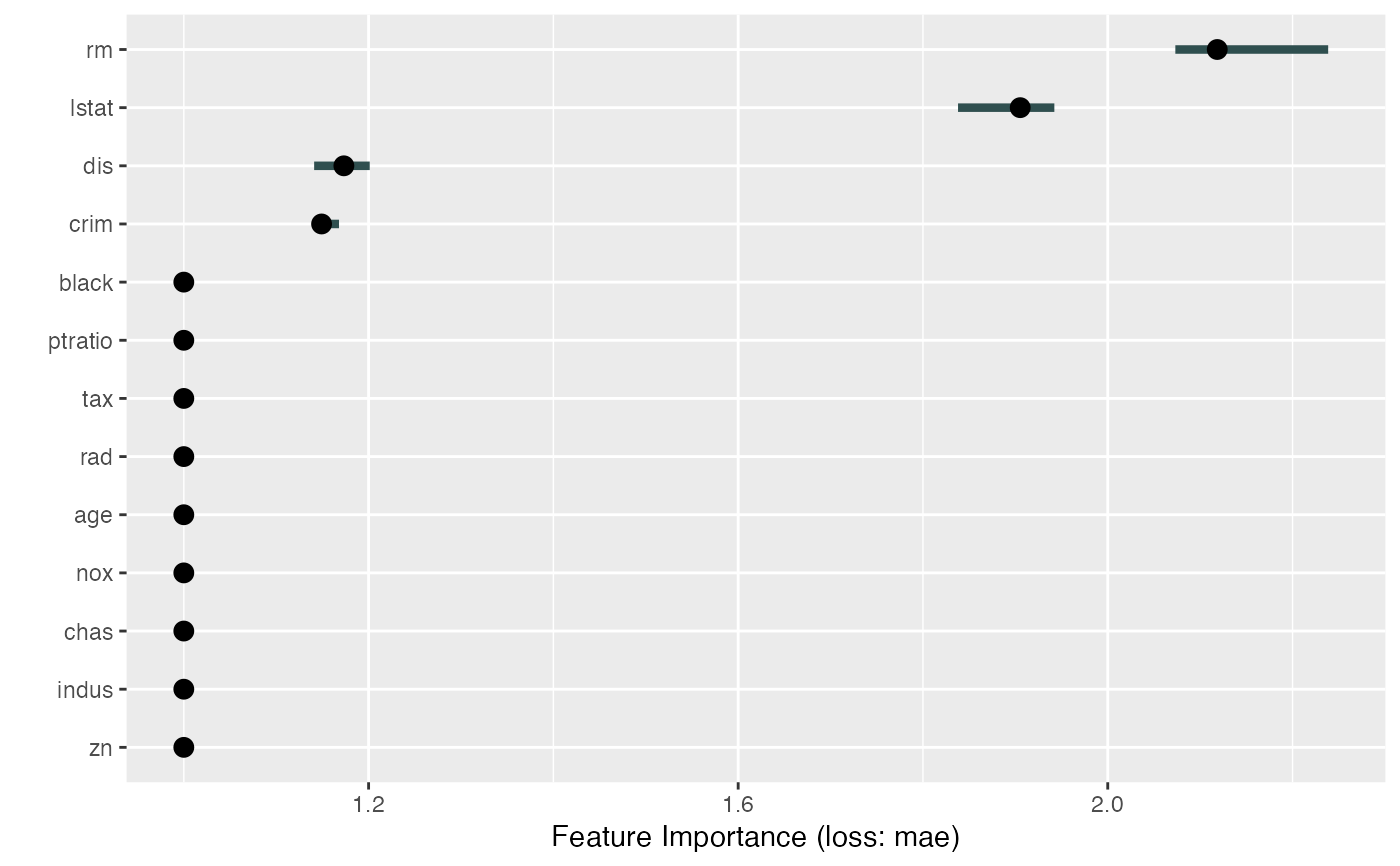 rm
lstat
dis
crim
black
ptratio
tax
rad
age
nox
chas
indus
zn
1.2 1.6 2.0
Feature Importance (loss: mae)